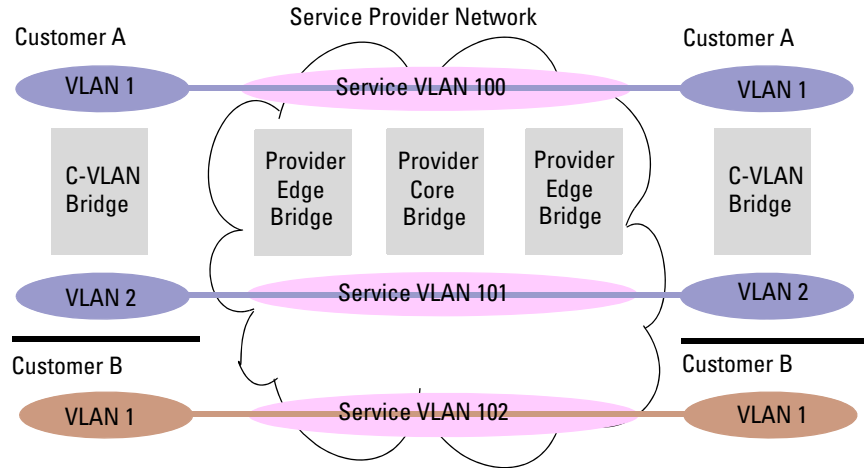 Service Provider Network
Customer A
Customer A
VLAN 1
Service VLAN 100
VLAN 1
C-VLAN
Bridge
Provider
Edge
Bridge
Provider
Core
Bridge
Provider
Edge
Bridge
C-VLAN
Bridge
VLAN 2
Service VLAN 101
VLAN 2
Customer B
Customer B
VLAN 1
Service VLAN 102
VLAN 1